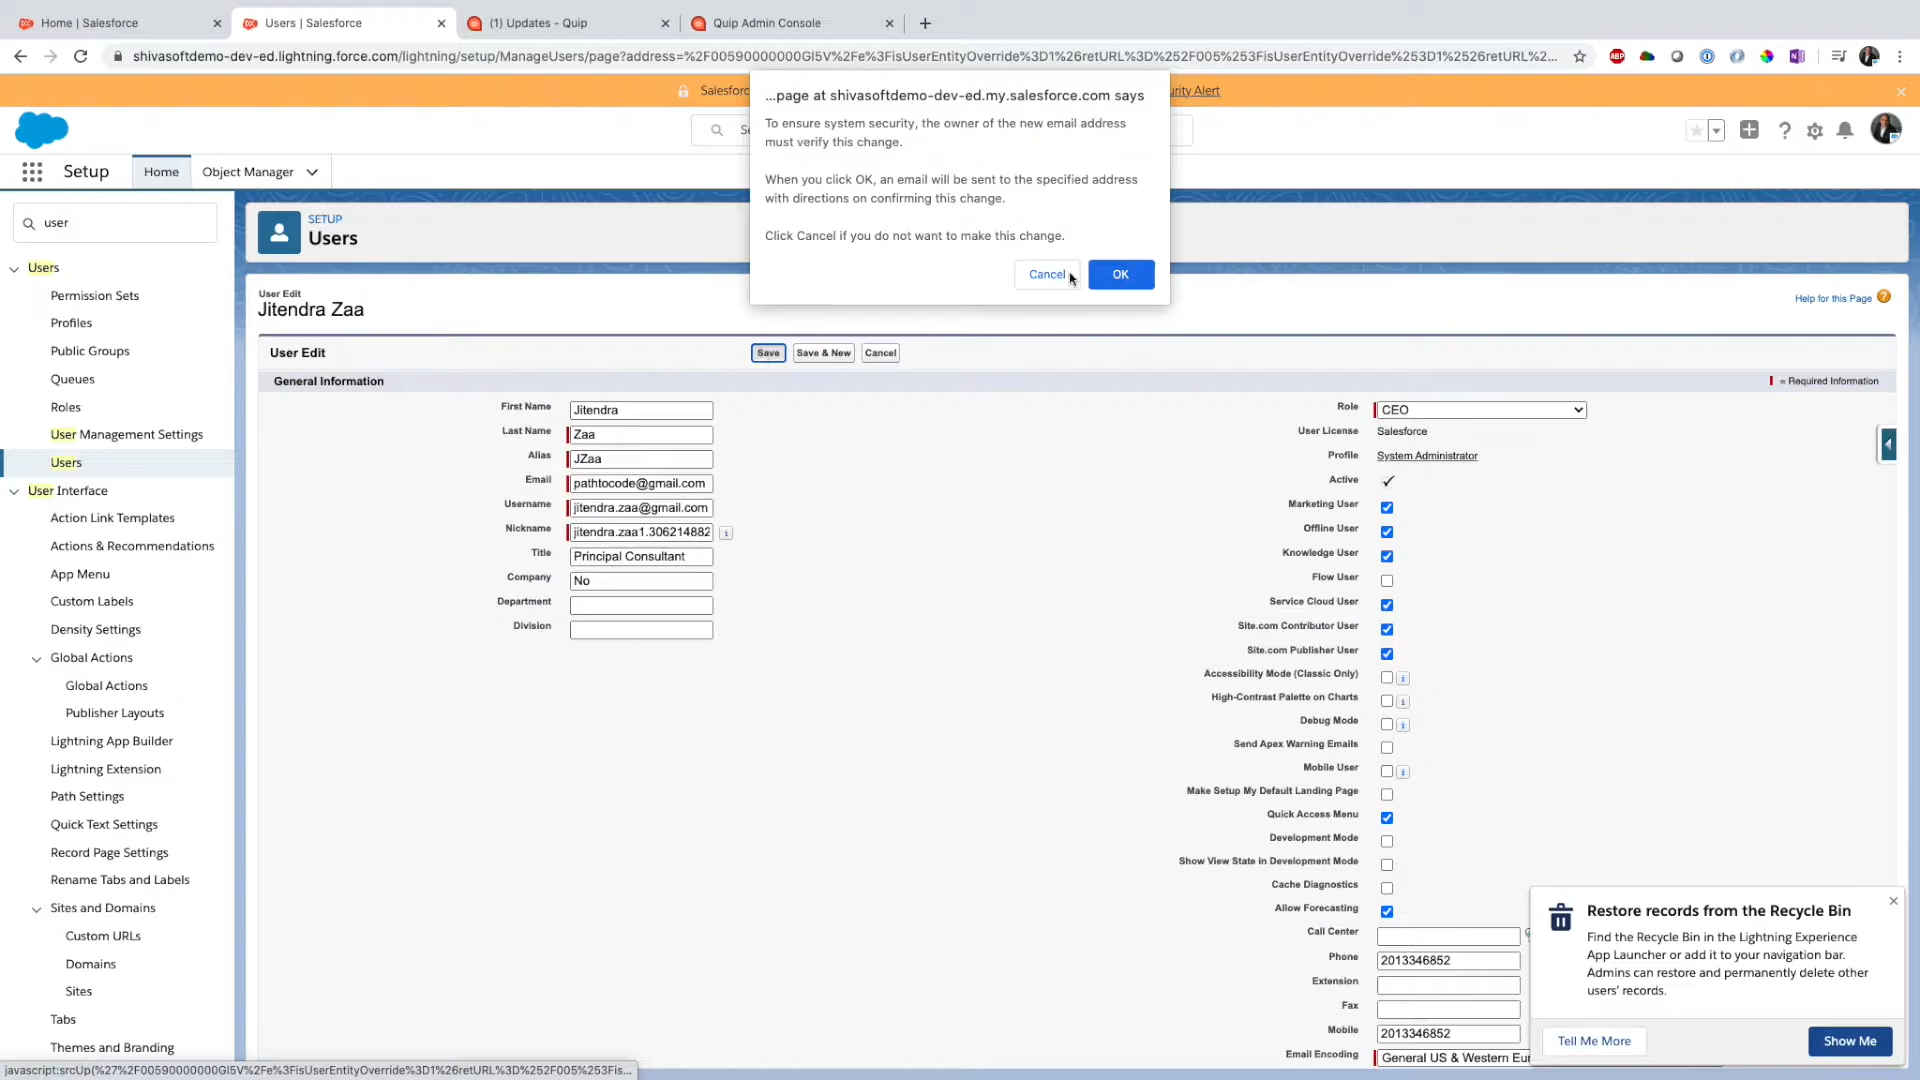 Home | Salesforce
Users | Salesforce
(1) Updates - Quip
Quip Admin Console
shivasoftdemo-dev-ed.lightning.force.com/lightning/setup/ManageUsers/page?address=%2F00590000000GI5V%2Fe%3FisUserEntityOverride%3D1%26retURL%3D%252F005%253FisUserEntityOverride%253D1%2526retURL%2...
Salesforc
urity Alert
...page at shivasoftdemo-dev-ed.my.salesforce.com says
To ensure system security, the owner of the new email address
must verify this change.
When you click OK, an email will be sent to the specified address
with directions on confirming this change.
Click Cancel if you do not want to make this change.
Cancel
OK
Setup
Home
Object Manager
user
SETUP
Users
Users
Permission Sets
Profiles
Public Groups
Queues
Roles
User Management Settings
Users
User Interface
Action Link Templates
Actions & Recommendations
App Menu
Custom Labels
Density Settings
Global Actions
Global Actions
Publisher Layouts
Lightning App Builder
Lightning Extension
Path Settings
Quick Text Settings
Record Page Settings
Rename Tabs and Labels
Sites and Domains
Custom URLs
Domains
Sites
Tabs
Themes and Branding
User Edit
Jitendra Zaa
Help for this Page
User Edit
Save
Save & New
Cancel
General Information
= Required Information
First Name Jitendra
Last Name Zaa
Alias JZaa
Email pathtocode@gmail.com
Username jitendra.zaa@gmail.com
Nickname jitendra.zaa1.306214882
Title Principal Consultant
Company No
Department
Division
Role CEO
User License Salesforce
Profile System Administrator
Active
Marketing User
Offline User
Knowledge User
Flow User
Service Cloud User
Site.com Contributor User
Site.com Publisher User
Accessibility Mode (Classic Only)
High-Contrast Palette on Charts
Debug Mode
Send Apex Warning Emails
Mobile User
Make Setup My Default Landing Page
Quick Access Menu
Development Mode
Show View State in Development Mode
Cache Diagnostics
Allow Forecasting
Call Center
Phone 2013346852
Extension
Fax
Mobile 2013346852
Email Encoding General US & Western Eur
Restore records from the Recycle Bin
Find the Recycle Bin in the Lightning Experience
App Launcher or add it to your navigation bar.
Admins can restore and permanently delete other
users' records.
Tell Me More
Show Me
javascript:srcUp(%27%2F00590000000GI5V%2Fe%3FisUserEntityOverride%3D1%26retURL%3D%252F005%253Fis...